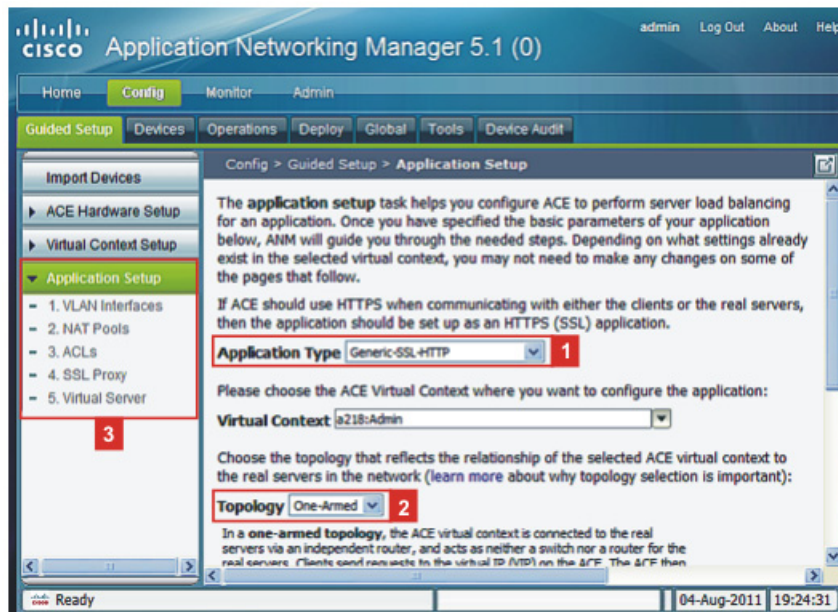 CISCO Application Networking Manager 5.1 (0)
admin Log Out About Help
Home Config Monitor Admin
Guided Setup Devices Operations Deploy Global Tools Device Audit
Import Devices
ACE Hardware Setup
Virtual Context Setup
Application Setup
1. VLAN Interfaces
2. NAT Pools
3. ACLs
4. SSL Proxy
5. Virtual Server
3
Config > Guided Setup > Application Setup
The application setup task helps you configure ACE to perform server load balancing
for an application. Once you have specified the basic parameters of your application
below, ANM will guide you through the needed steps. Depending on what settings already
exist in the selected virtual context, you may not need to make any changes on some of
the pages that follow.
If ACE should use HTTPS when communicating with either the clients or the real servers,
then the application should be set up as an HTTPS (SSL) application.
Application Type Generic-SSL-HTTP 1
Please choose the ACE Virtual Context where you want to configure the application:
Virtual Context a218:Admin
Choose the topology that reflects the relationship of the selected ACE virtual context to
the real servers in the network (learn more about why topology selection is important):
Topology One-Armed 2
In a one-armed topology, the ACE virtual context is connected to the real
servers via an independent router, and acts as neither a switch nor a router for the
real servers. Clients send requests to the virtual IP (VIP) on the ACE. The ACE then
Ready
04-Aug-2011 19:24:31